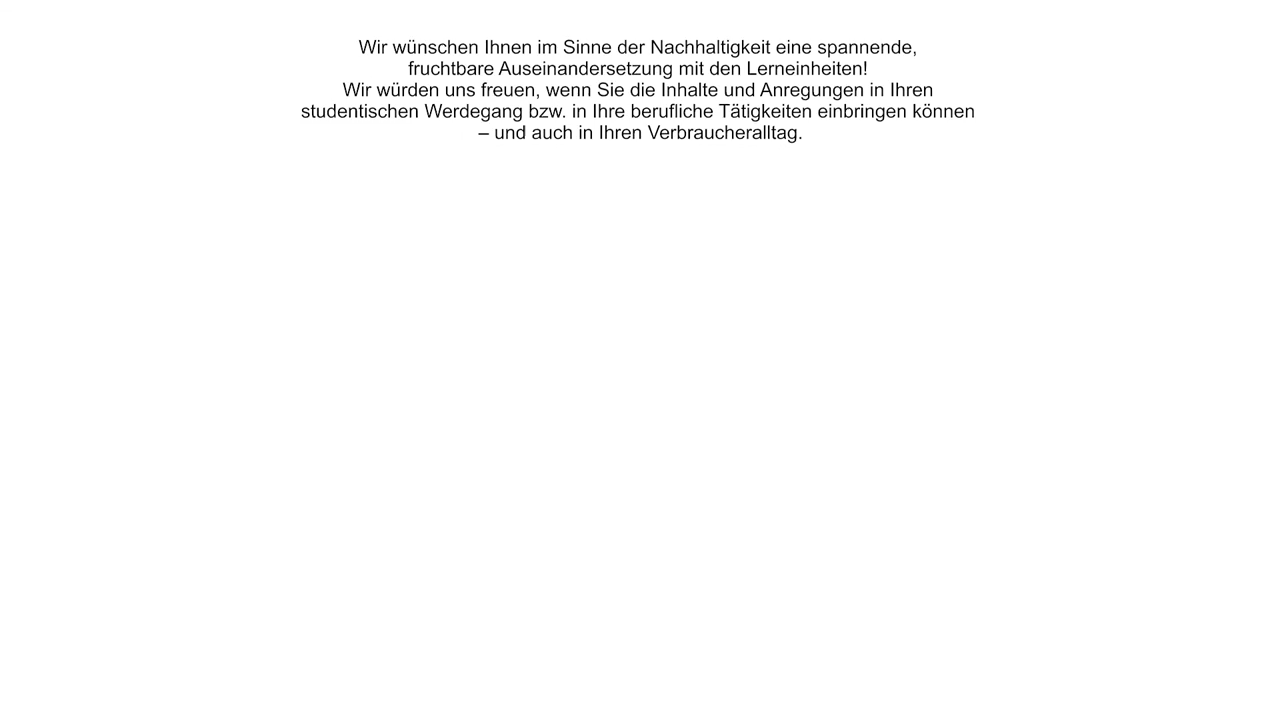 Wir wünschen Ihnen im Sinne der Nachhaltigkeit eine spannende,
fruchtbare Auseinandersetzung mit den Lerneinheiten!
Wir würden uns freuen, wenn Sie die Inhalte und Anregungen in Ihren
studentischen Werdegang bzw. in Ihre berufliche Tätigkeiten einbringen können
– und auch in Ihren Verbraucheralltag.